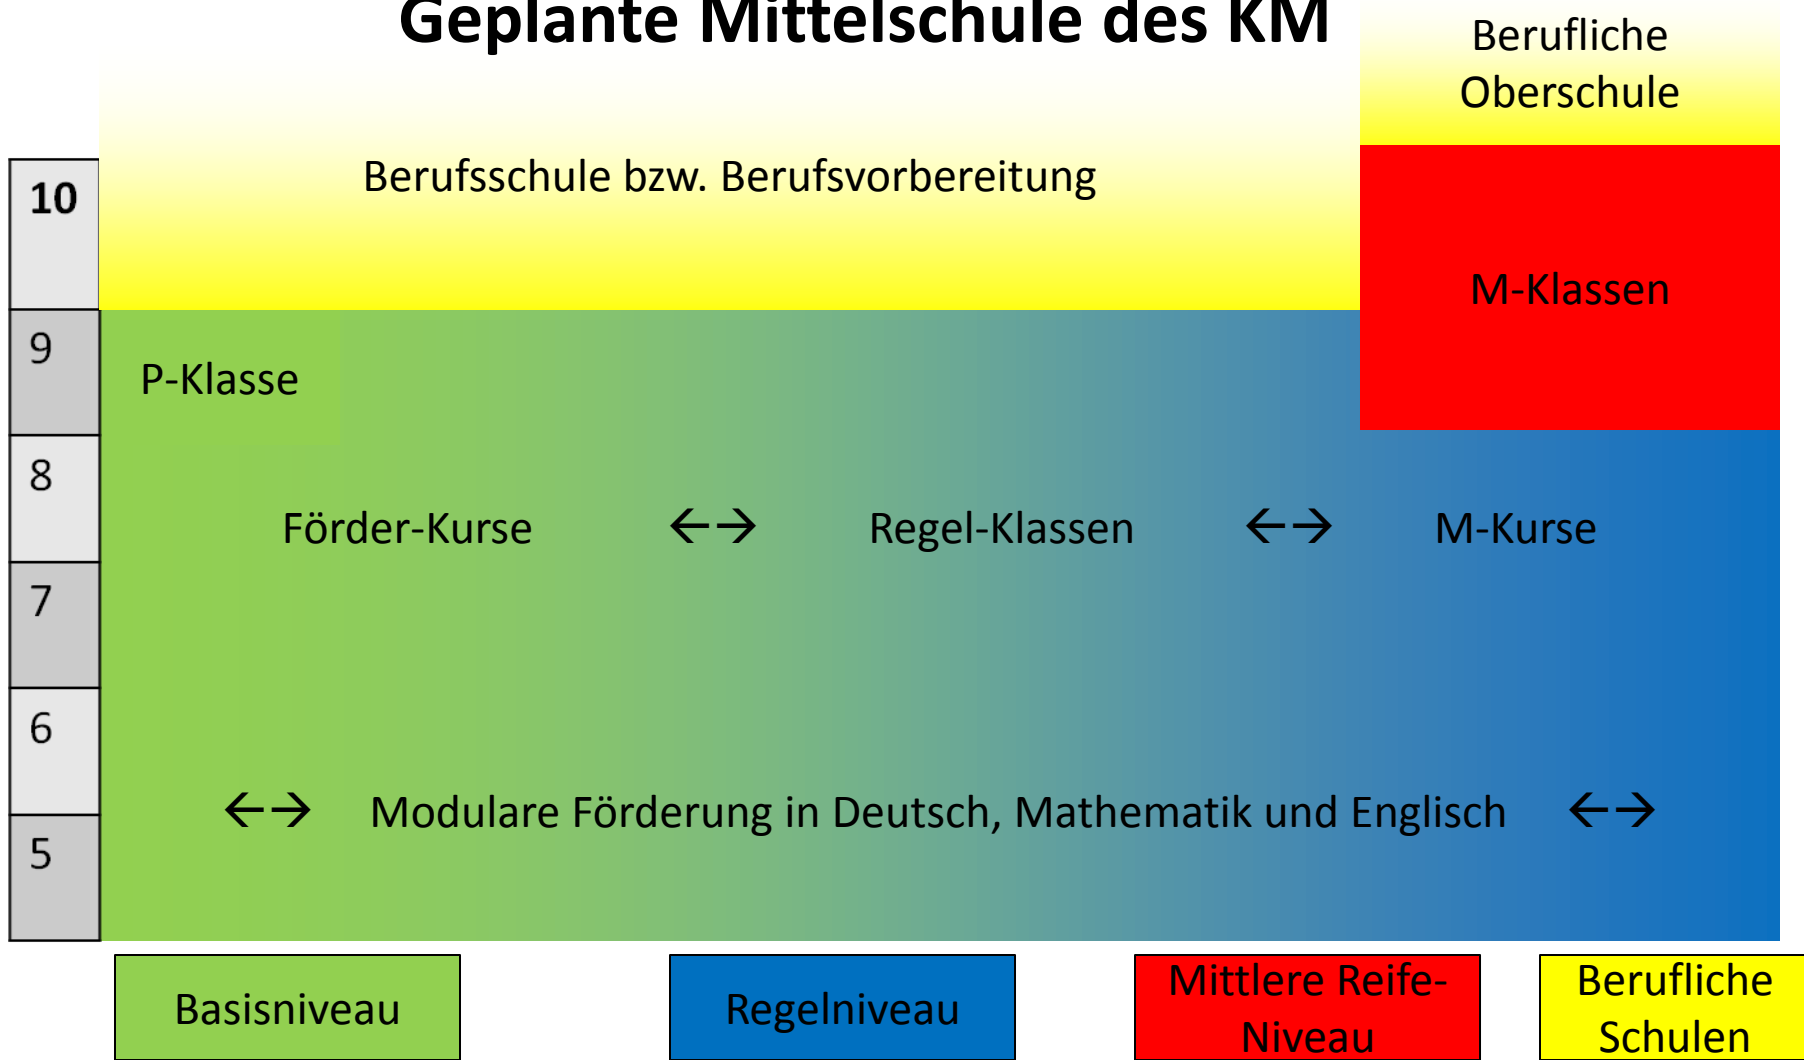 Geplante Mittelschule des KM
Berufliche
Oberschule
Berufsschule bzw. Berufsvorbereitung
10
M-Klassen
9
P-Klasse
8
Förder-Kurse ←→ Regel-Klassen ←→ M-Kurse
7
6
←→ Modulare Förderung in Deutsch, Mathematik und Englisch ←→
5
Basisniveau
Regelniveau
Mittlere Reife-
Niveau
Berufliche
Schulen